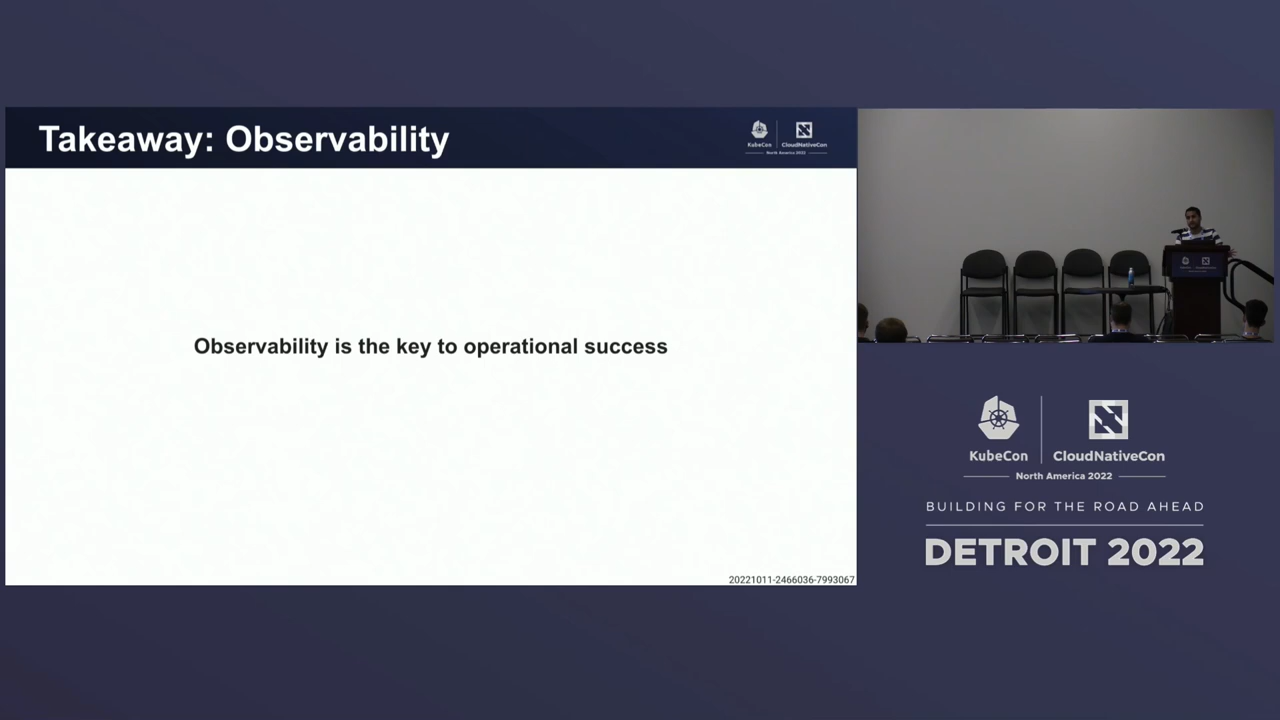 Takeaway: Observability
KubeCon
CloudNativeCon
North America 2022
Observability is the key to operational success
20221011-2466036-7993067
KubeCon
CloudNativeCon
North America 2022
BUILDING FOR THE ROAD AHEAD
DETROIT 2022